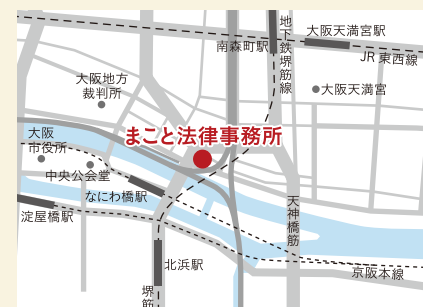 地下鉄堺筋線
大阪天満宮駅
南森町駅
JR 東西線
大阪地方
裁判所
大阪天満宮
まこと法律事務所
大阪
市役所
中央公会堂
なにわ橋駅
淀屋橋駅
天神橋筋
北浜駅
京阪本線
堺筋